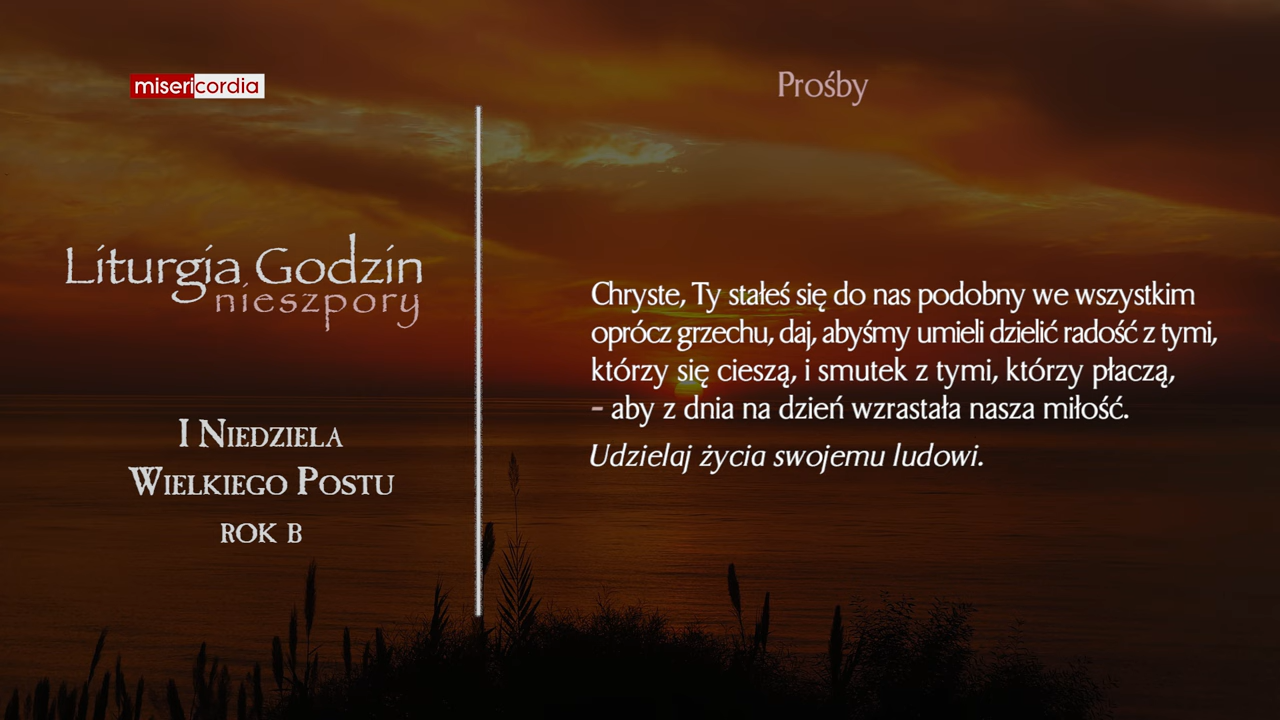 misericordia
Liturgia Godzin
nieszpory
I Niedziela
Wielkiego Postu
rok B
Prośby
Chryste, Ty stałeś się do nas podobny we wszystkim
oprócz grzechu, daj, abyśmy umieli dzielić radość z tymi,
którzy się cieszą, i smutek z tymi, którzy płaczą,
- aby z dnia na dzień wzrastała nasza miłość.
Udzielaj życia swojemu ludowi.